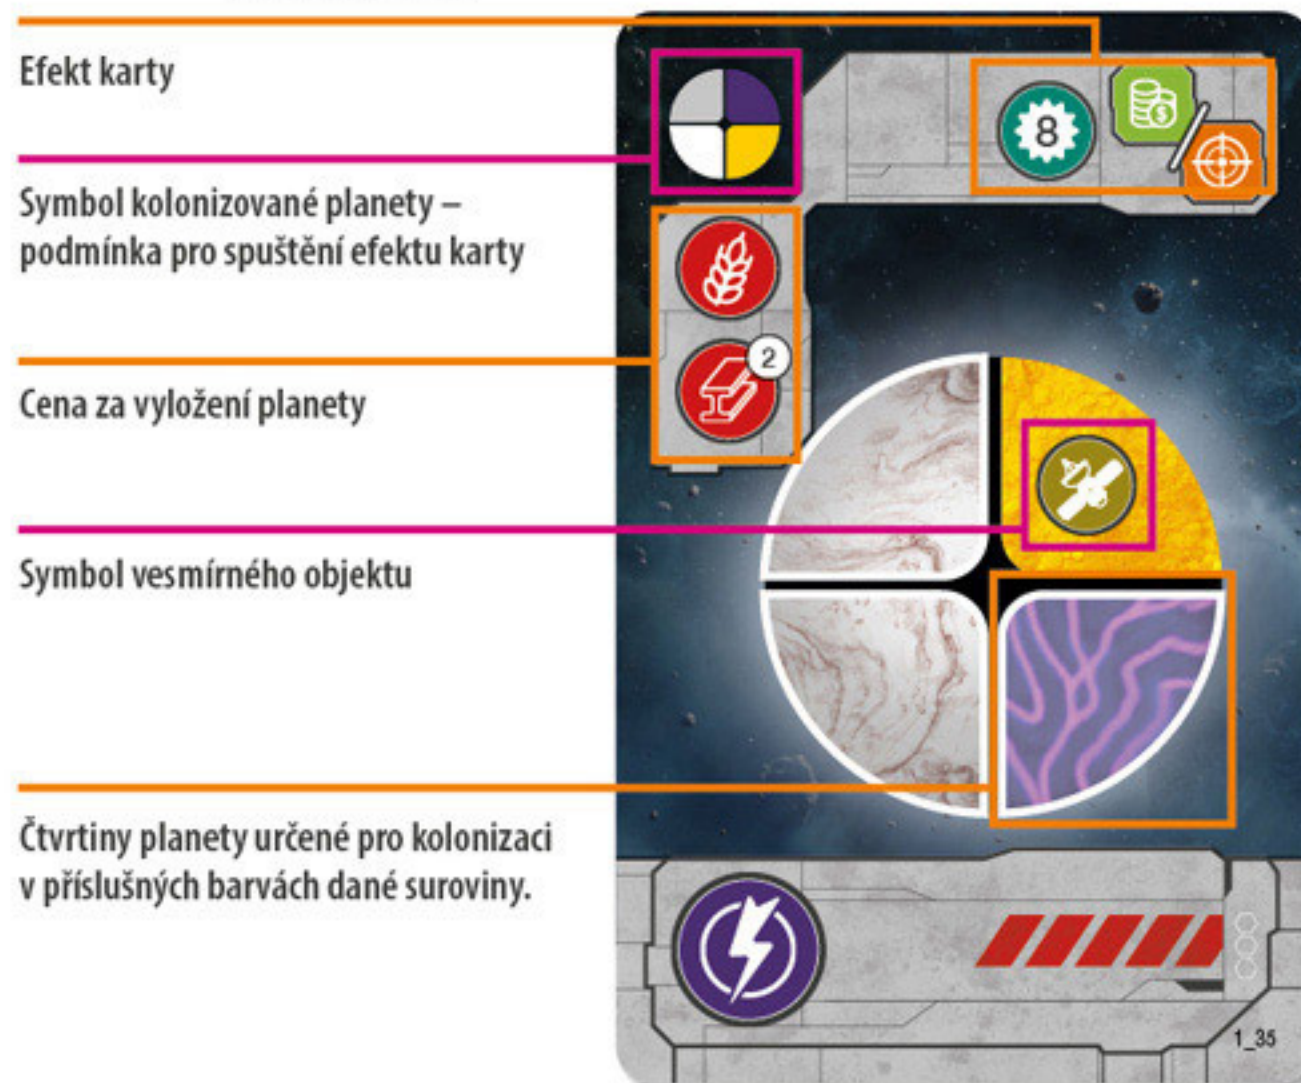 Efekt karty
8
Symbol kolonizované planety –
podmínka pro spuštění efektu karty
2
Cena za vyložení planety
Symbol vesmírného objektu
Čtvrtiny planety určené pro kolonizaci
v příslušných barvách dané suroviny.
1_35